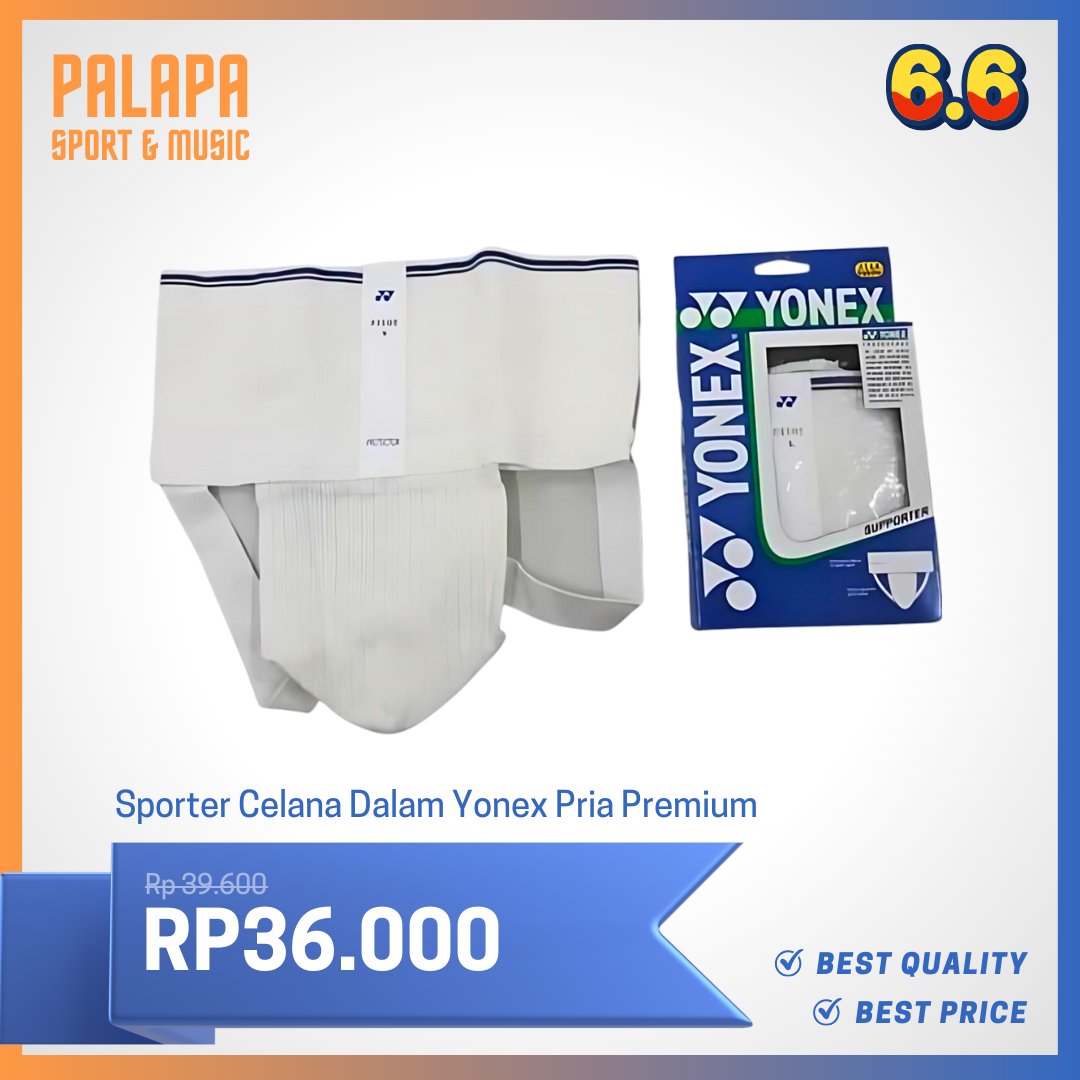 PALAPA
SPORT & MUSIC
6.6
YONEX
YONEX
L
SUPPORTER
Sporter Celana Dalam Yonex Pria Premium
Rp 39.600
RP36.000
BEST QUALITY
BEST PRICE